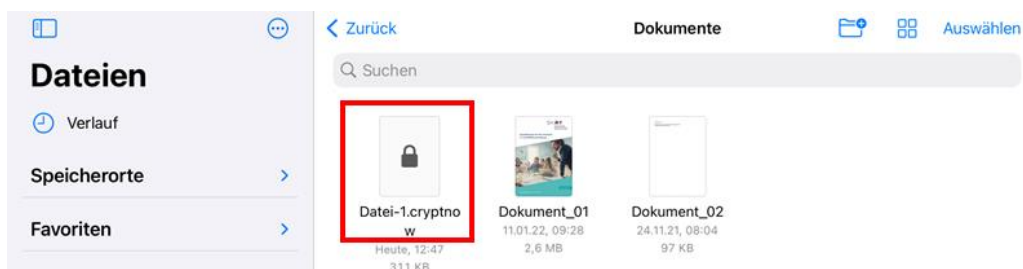 Dateien
Verlauf
Speicherorte
Favoriten
Zurück
Dokumente
Auswählen
Suchen
Datei-1.cryptno
w
Heute, 12:47
311 KB
Dokument_01
11.01.22, 09:28
2,6 MB
Dokument_02
24.11.21, 08:04
97 KB